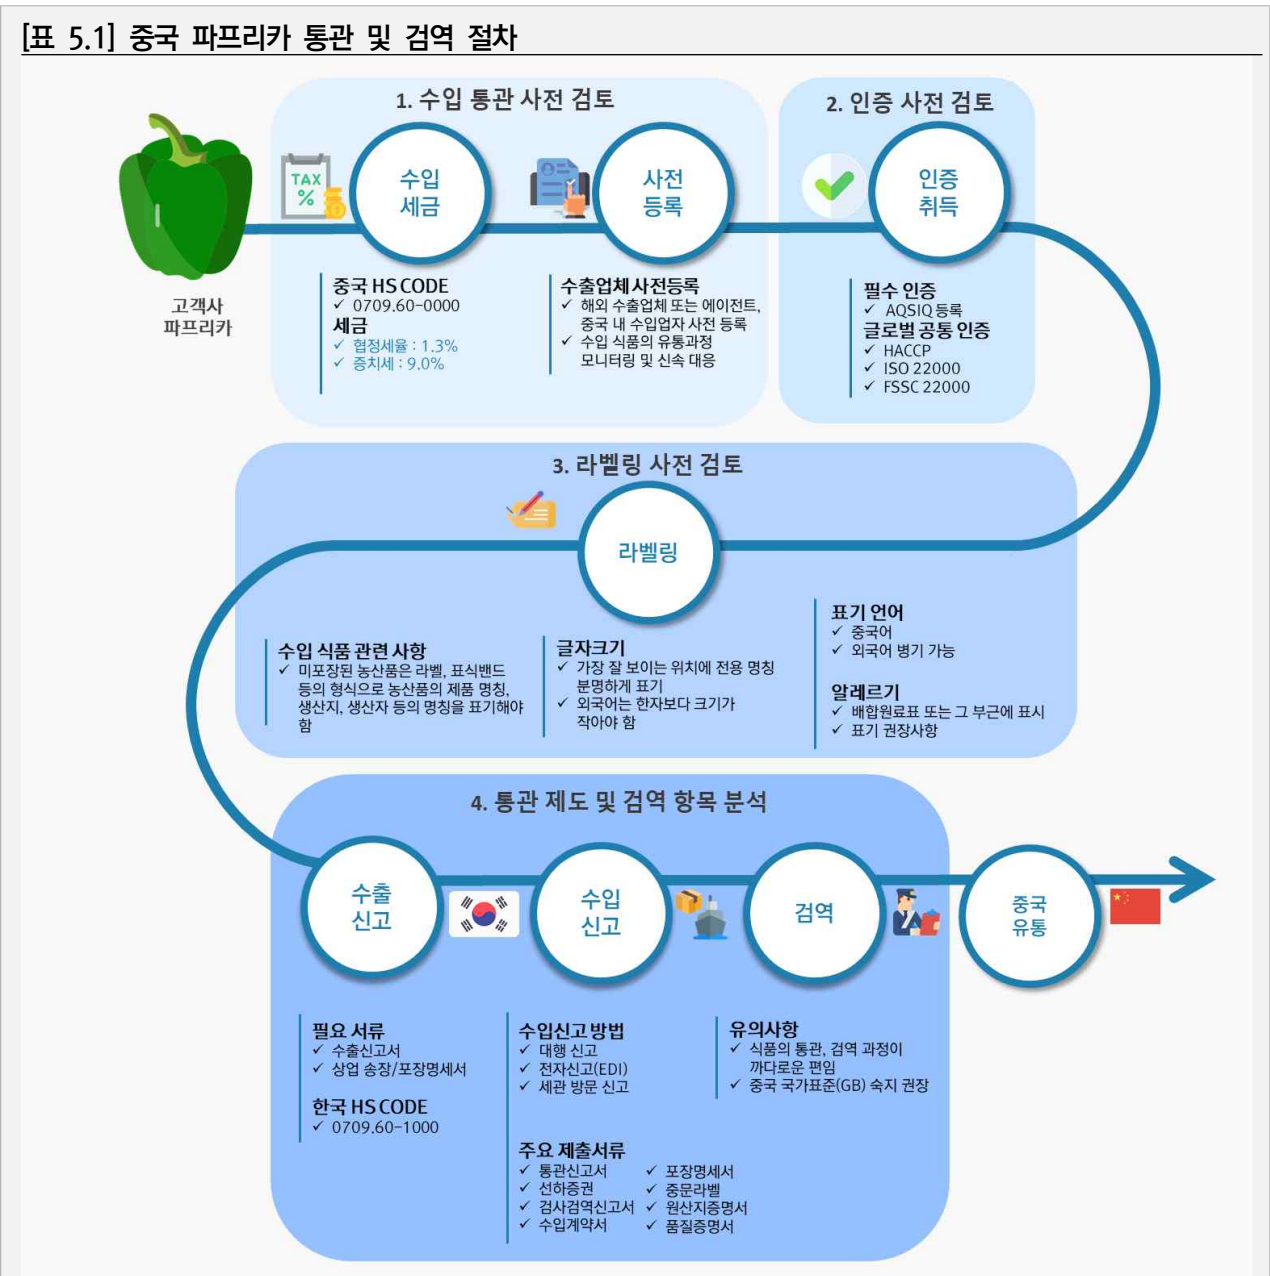 [표 5.1] 중국 파프리카 통관 및 검역 절차
1. 수입 통관 사전 검토
2. 인증 사전 검토
TAX
%
수입
세금
사전
등록
인증
취득
고객사
파프리카
중국 HS CODE
✓ 0709.60-0000
세금
✓ 협정세율 : 1.3%
✓ 증치세 : 9.0%
수출업체 사전등록
✓ 해외 수출업체 또는 에이전트,
중국 내 수입업자 사전 등록
✓ 수입 식품의 유통과정
모니터링 및 신속 대응
필수 인증
✓ AQSIQ 등록
글로벌 공통 인증
✓ HACCP
✓ ISO 22000
✓ FSSC 22000
3. 라벨링 사전 검토
라벨링
수입 식품 관련 사항
✓ 미포장된 농산품은 라벨, 표식밴드
등의 형식으로 농산품의 제품 명칭,
생산지, 생산자 등의 명칭을 표기해야
함
글자크기
✓ 가장 잘 보이는 위치에 전용 명칭
분명하게 표기
✓ 외국어는 한자보다 크기가
작아야 함
표기 언어
✓ 중국어
✓ 외국어 병기 가능
알레르기
✓ 배합원료표 또는 그 부근에 표시
✓ 표기 권장사항
4. 통관 제도 및 검역 항목 분석
수출
신고
수입
신고
검역
중국
유통
필요 서류
✓ 수출신고서
✓ 상업 송장/포장명세서
한국 HS CODE
✓ 0709.60-1000
수입신고 방법
✓ 대행 신고
✓ 전자신고(EDI)
✓ 세관 방문 신고
주요 제출서류
✓ 통관신고서 ✓ 포장명세서
✓ 선하증권 ✓ 중문라벨
✓ 검사검역신고서 ✓ 원산지증명서
✓ 수입계약서 ✓ 품질증명서
유의사항
✓ 식품의 통관, 검역 과정이
까다로운 편임
✓ 중국 국가표준(GB) 숙지 권장